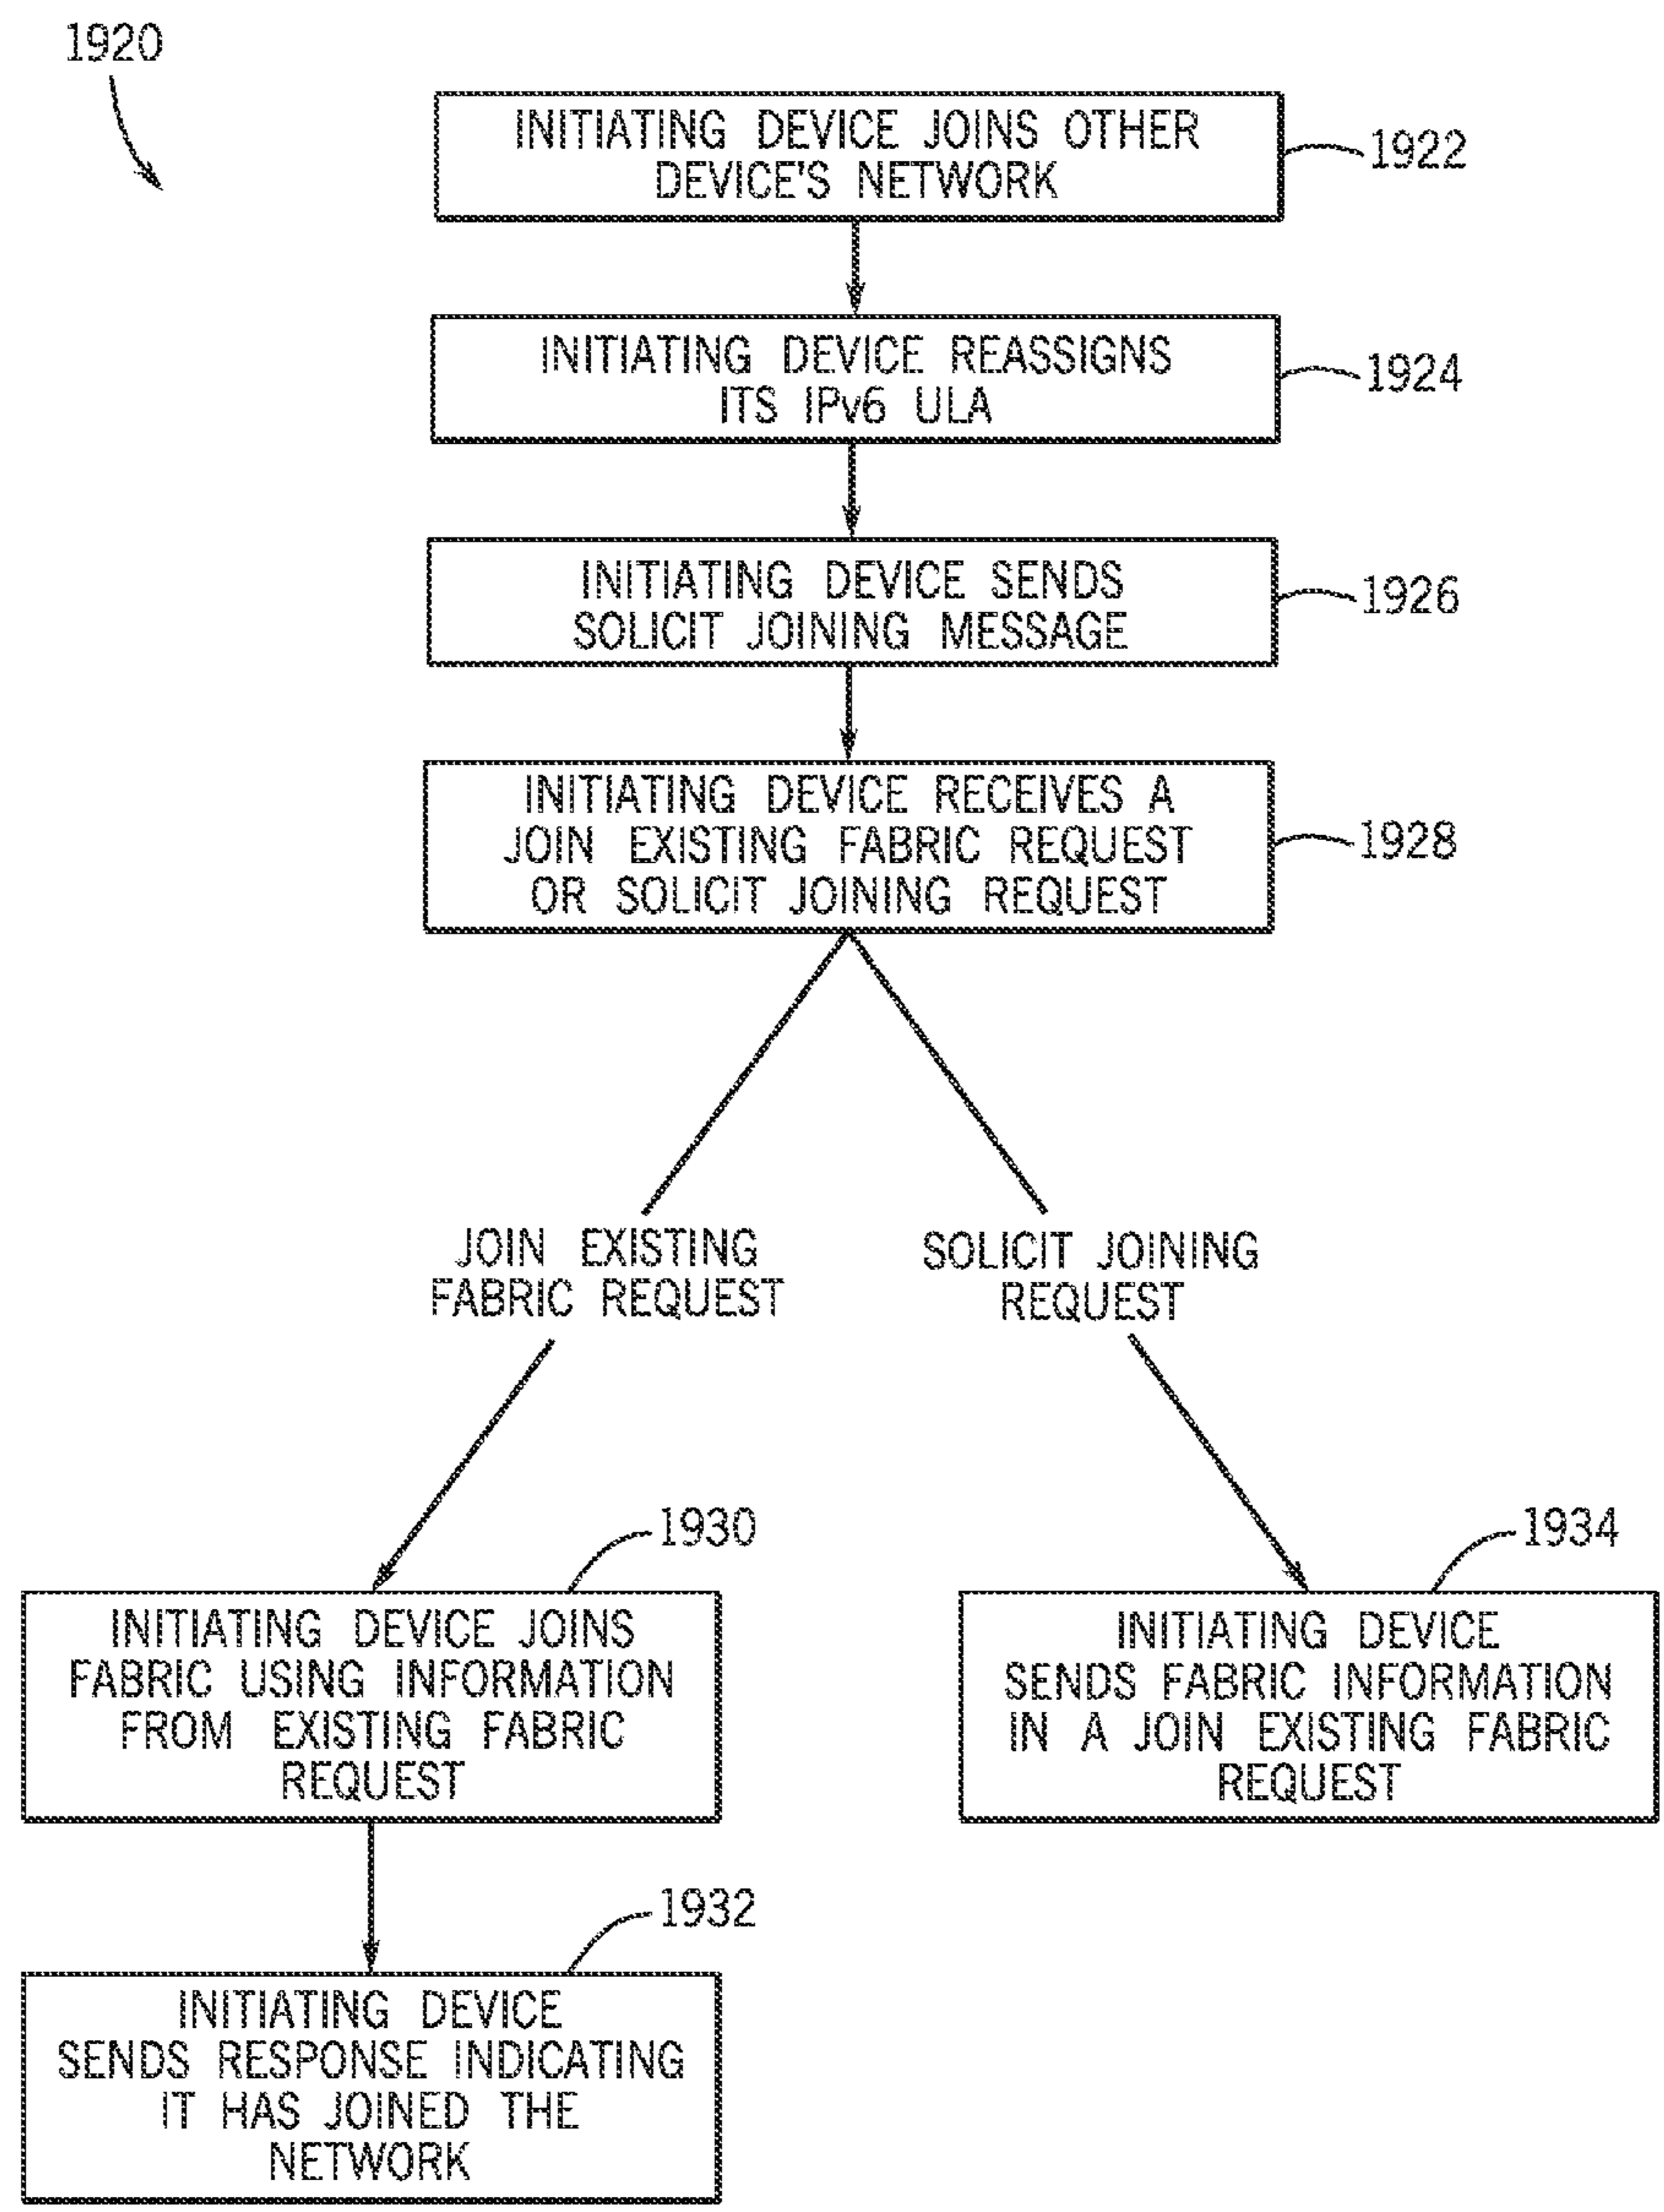 1920
INITIATING DEVICE JOINS OTHER
DEVICE'S NETWORK
1922
INITIATING DEVICE REASSIGNS
ITS IPv6 ULA
1924
INITIATING DEVICE SENDS
SOLICIT JOINING MESSAGE
1926
INITIATING DEVICE RECEIVES A
JOIN EXISTING FABRIC REQUEST
OR SOLICIT JOINING REQUEST
1928
JOIN EXISTING
FABRIC REQUEST
SOLICIT JOINING
REQUEST
1930
INITIATING DEVICE JOINS
FABRIC USING INFORMATION
FROM EXISTING FABRIC
REQUEST
1934
INITIATING DEVICE
SENDS FABRIC INFORMATION
IN A JOIN EXISTING FABRIC
REQUEST
1932
INITIATING DEVICE
SENDS RESPONSE INDICATING
IT HAS JOINED THE
NETWORK